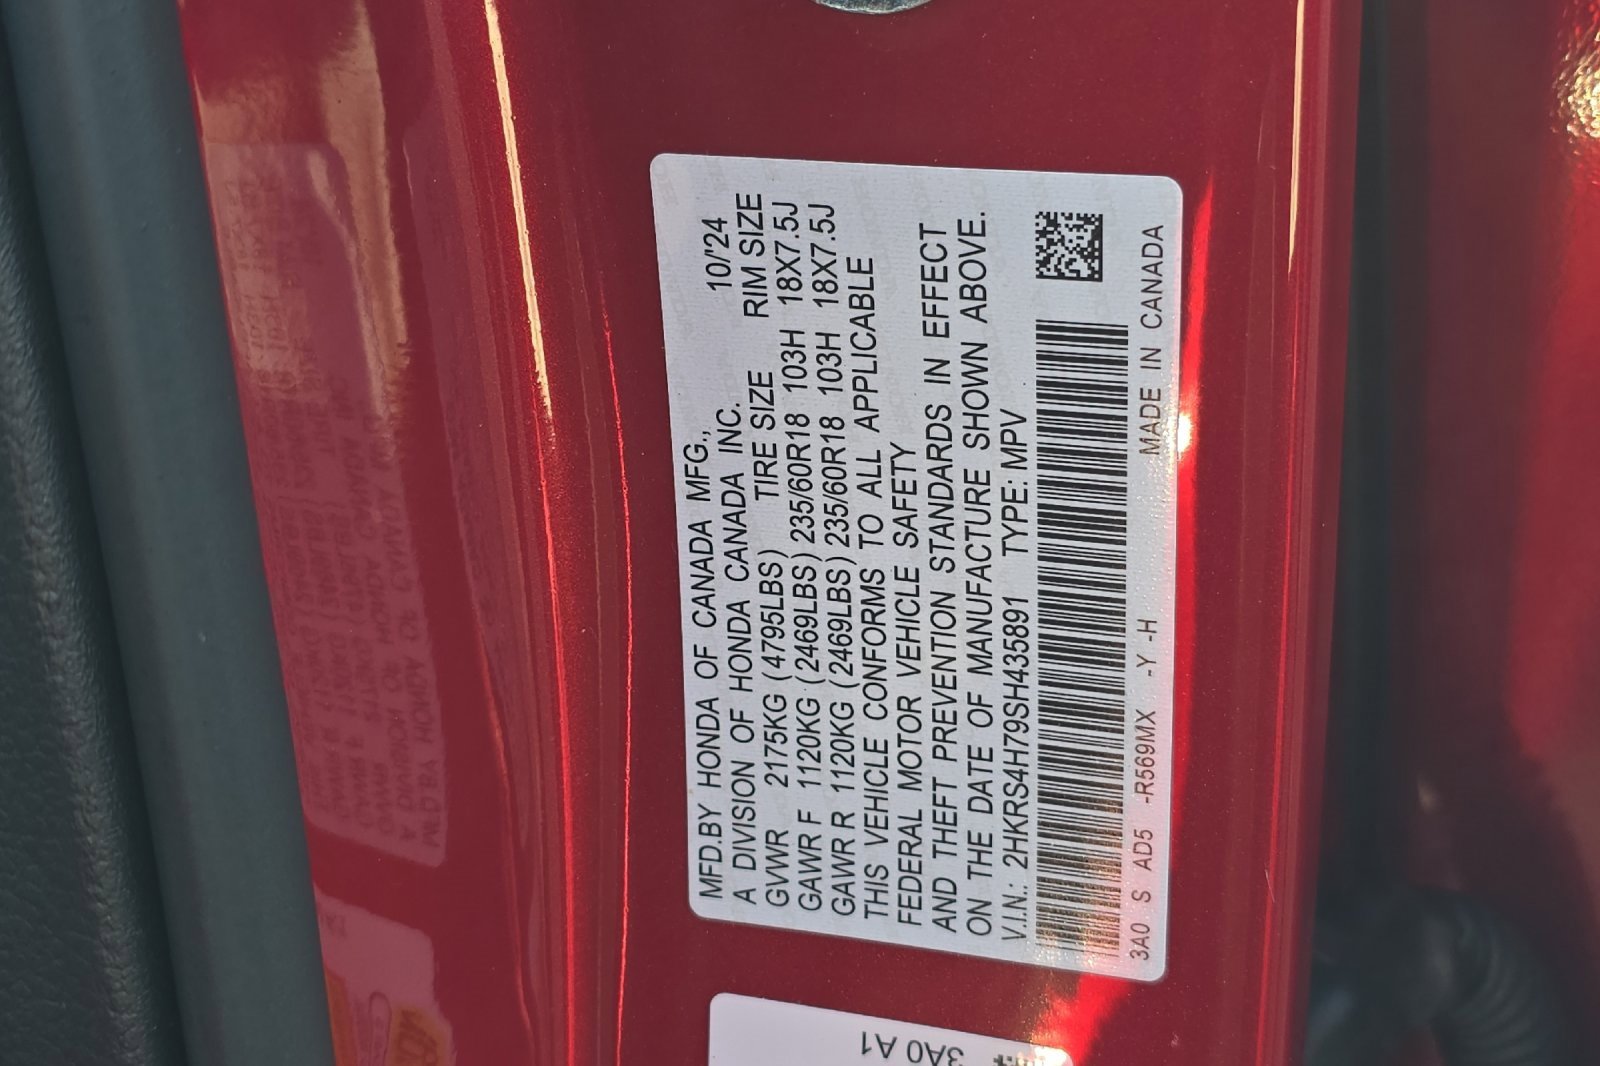 MFD.BY HONDA OF CANADA MFG., 10/'24
A DIVISION OF HONDA CANADA INC.
GVWR 2175KG (4795LBS) TIRE SIZE RIM SIZE
GAWR F 1120KG (2469LBS) 235/60R18 103H 18X7.5J
GAWR R 1120KG (2469LBS) 235/60R18 103H 18X7.5J
THIS VEHICLE CONFORMS TO ALL APPLICABLE
FEDERAL MOTOR VEHICLE SAFETY
AND THEFT PREVENTION STANDARDS IN EFFECT
ON THE DATE OF MANUFACTURE SHOWN ABOVE.
V.I.N.: 2HKRS4H79SH435891 TYPE: MPV
3A0 S AD5 -R569MX -Y -H MADE IN CANADA
3A0 A1